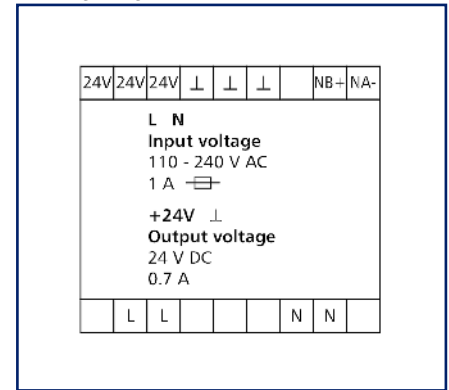 24V 24V 24V ⊥ ⊥ ⊥ NB+ NA-
L N
Input voltage
110 - 240 V AC
1 A
+24V ⊥
Output voltage
24 V DC
0.7 A
L L N N